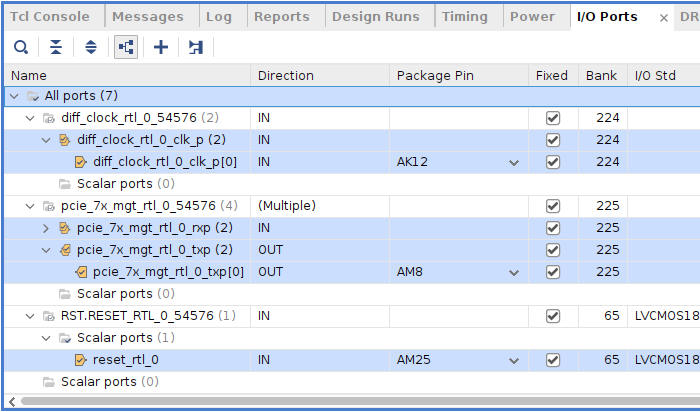 Tcl Console Messages Log Reports Design Runs Timing Power I/O Ports × DR
Name Direction Package Pin Fixed Bank I/O Std
All ports (7)
diff_clock_rtl_0_54576 (2) IN 224
diff_clock_rtl_0_clk_p (2) IN 224
diff_clock_rtl_0_clk_p[0] IN AK12 224
Scalar ports (0)
pcie_7x_mgt_rtl_0_54576 (4) (Multiple) 225
pcie_7x_mgt_rtl_0_rxp (2) IN 225
pcie_7x_mgt_rtl_0_txp (2) OUT 225
pcie_7x_mgt_rtl_0_txp[0] OUT AM8 225
Scalar ports (0)
RST.RESET_RTL_0_54576 (1) IN 65 LVCMOS18
Scalar ports (1)
reset_rtl_0 IN AM25 65 LVCMOS18
Scalar ports (0)